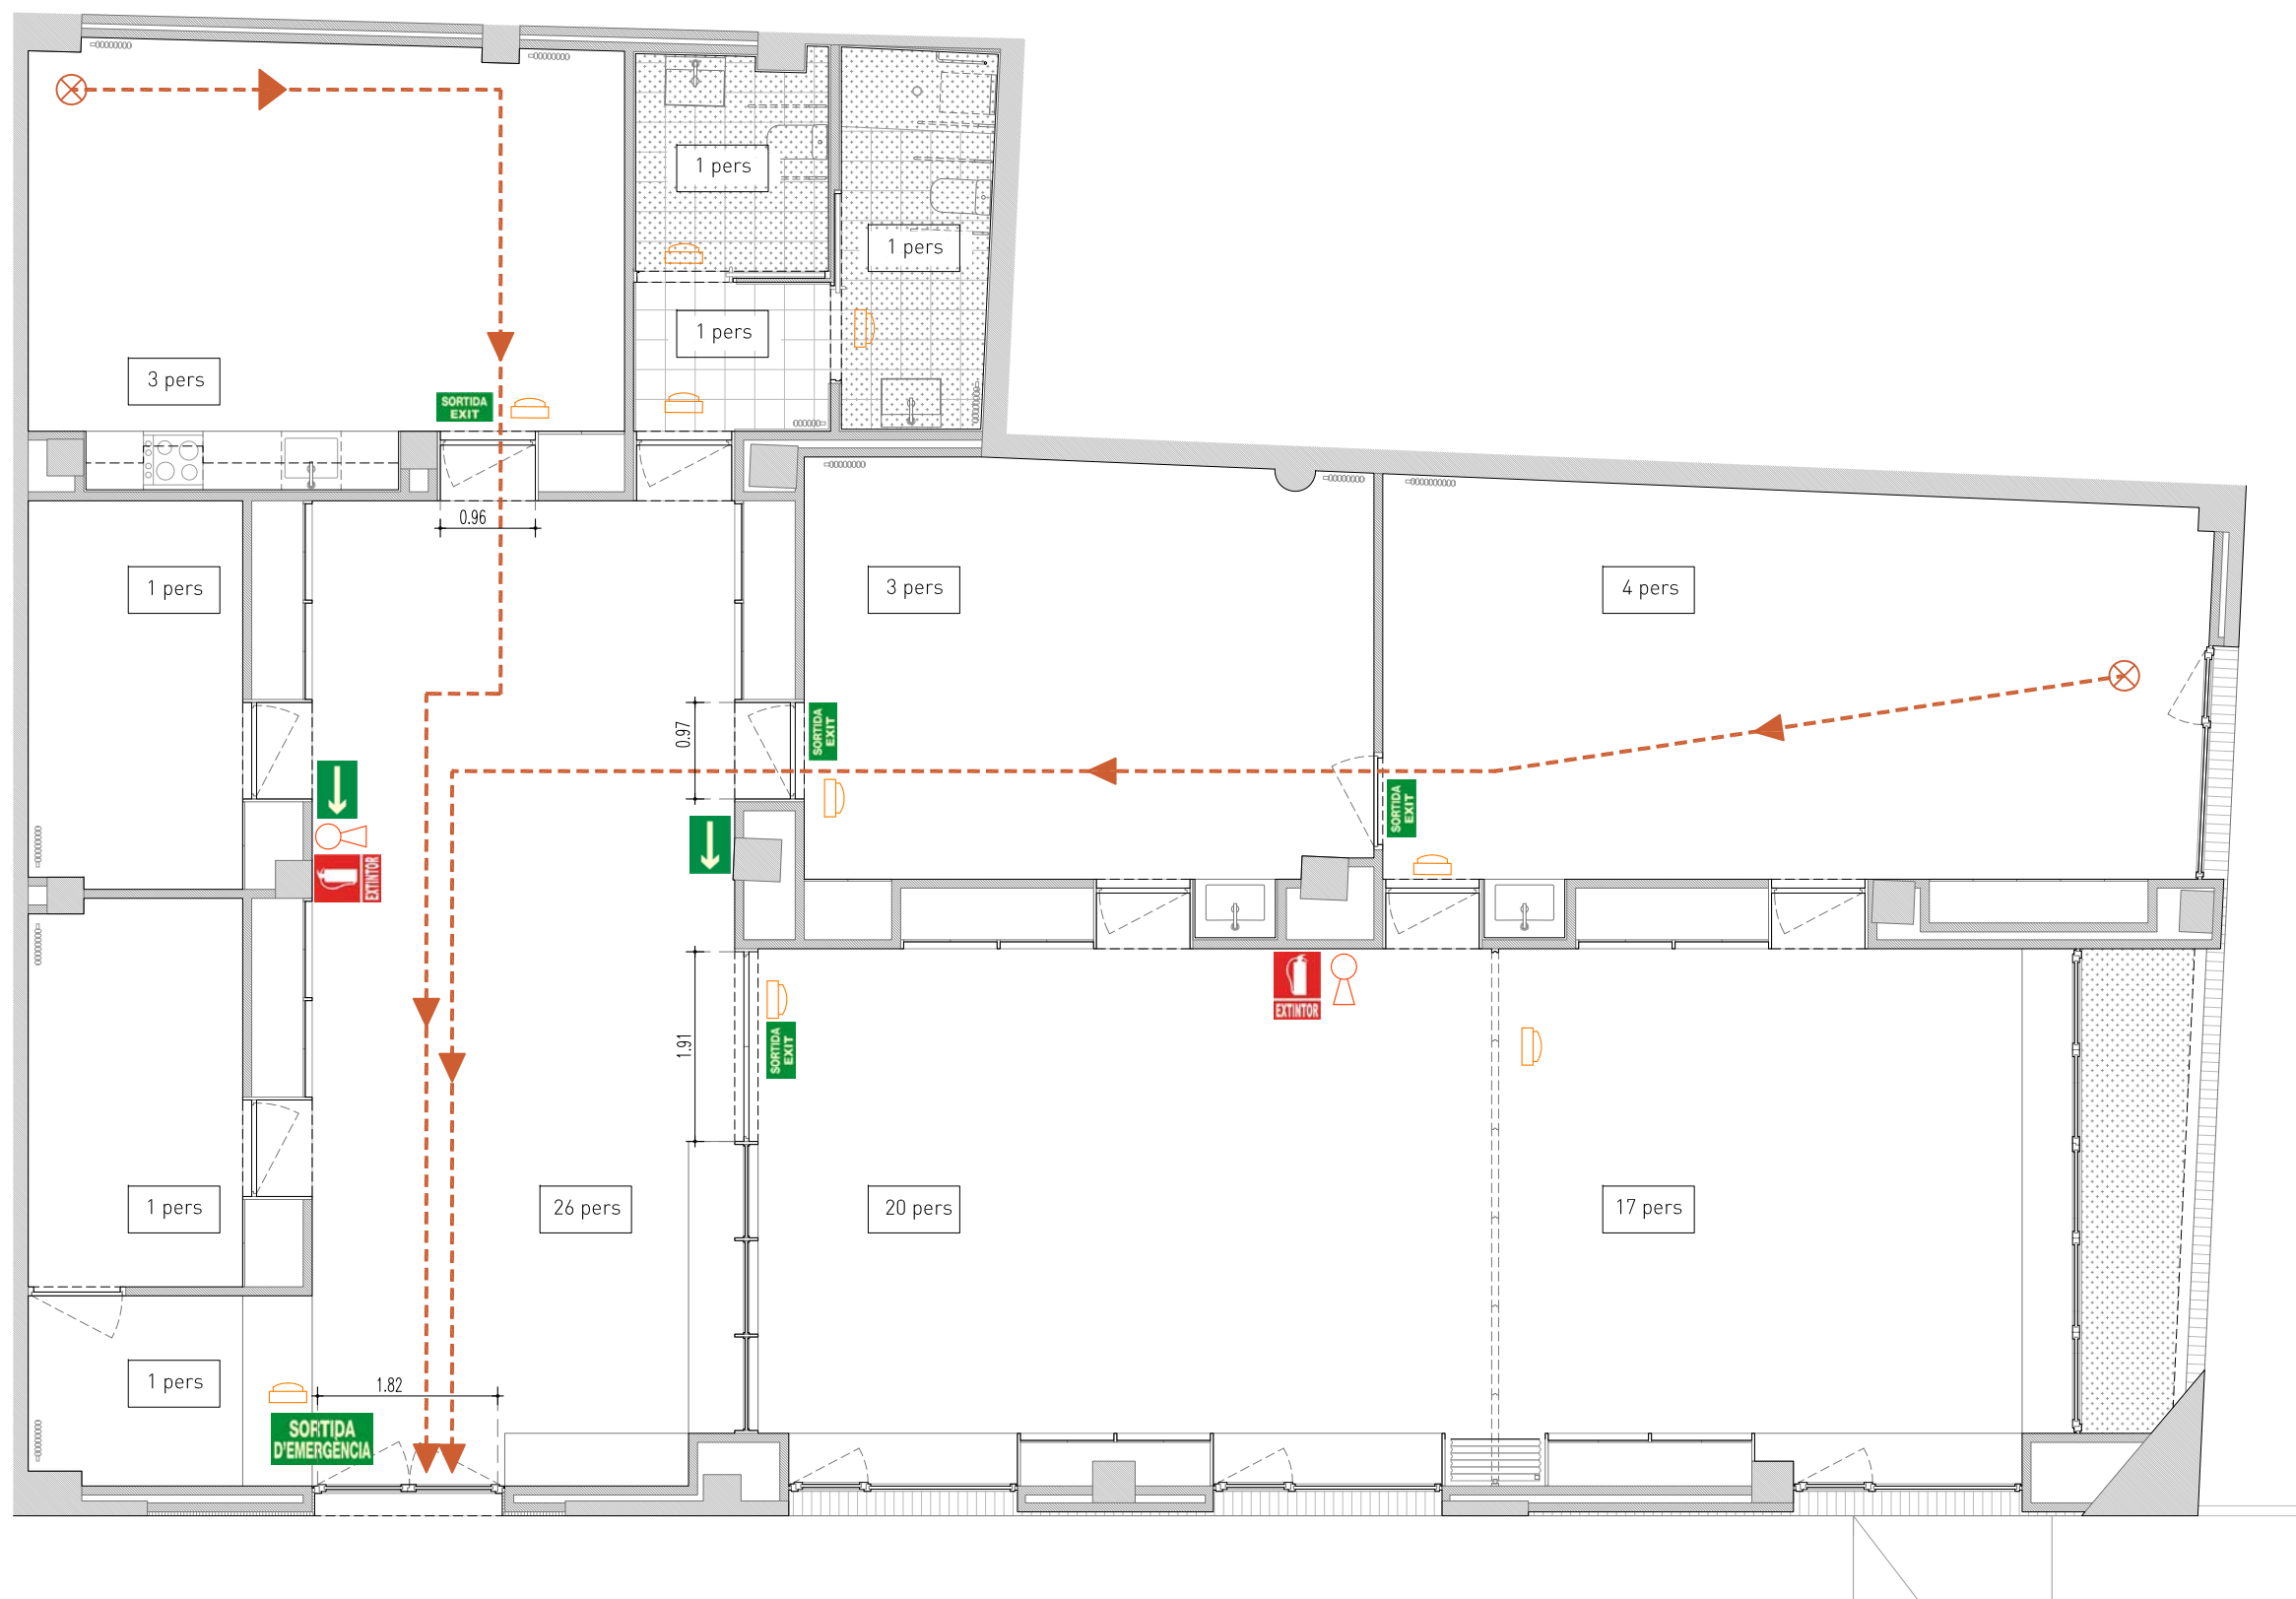 1 pers
1 pers
1 pers
3 pers
SORTIDA
EXIT
0.96
1 pers
3 pers
4 pers
0.97
SORTIDA
EXIT
SORTIDA
EXIT
EXTINTOR
EXTINTOR
1.91
SORTIDA
EXIT
1 pers
26 pers
20 pers
17 pers
1 pers
1.82
SORTIDA
D'EMERGÈNCIA